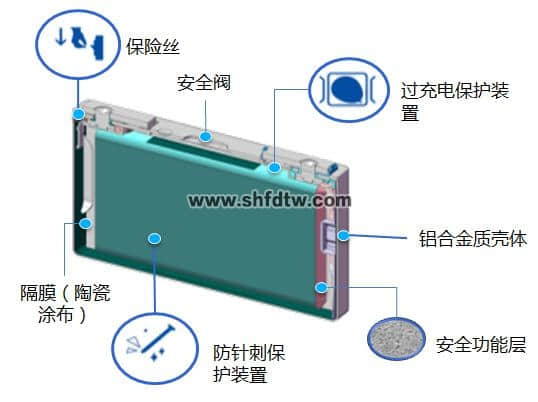 保险丝
安全阀
过充电保护装
置
www.shfdtw.com
铝合金质壳体
隔膜（陶瓷
涂布）
防针刺保
护装置
安全功能层